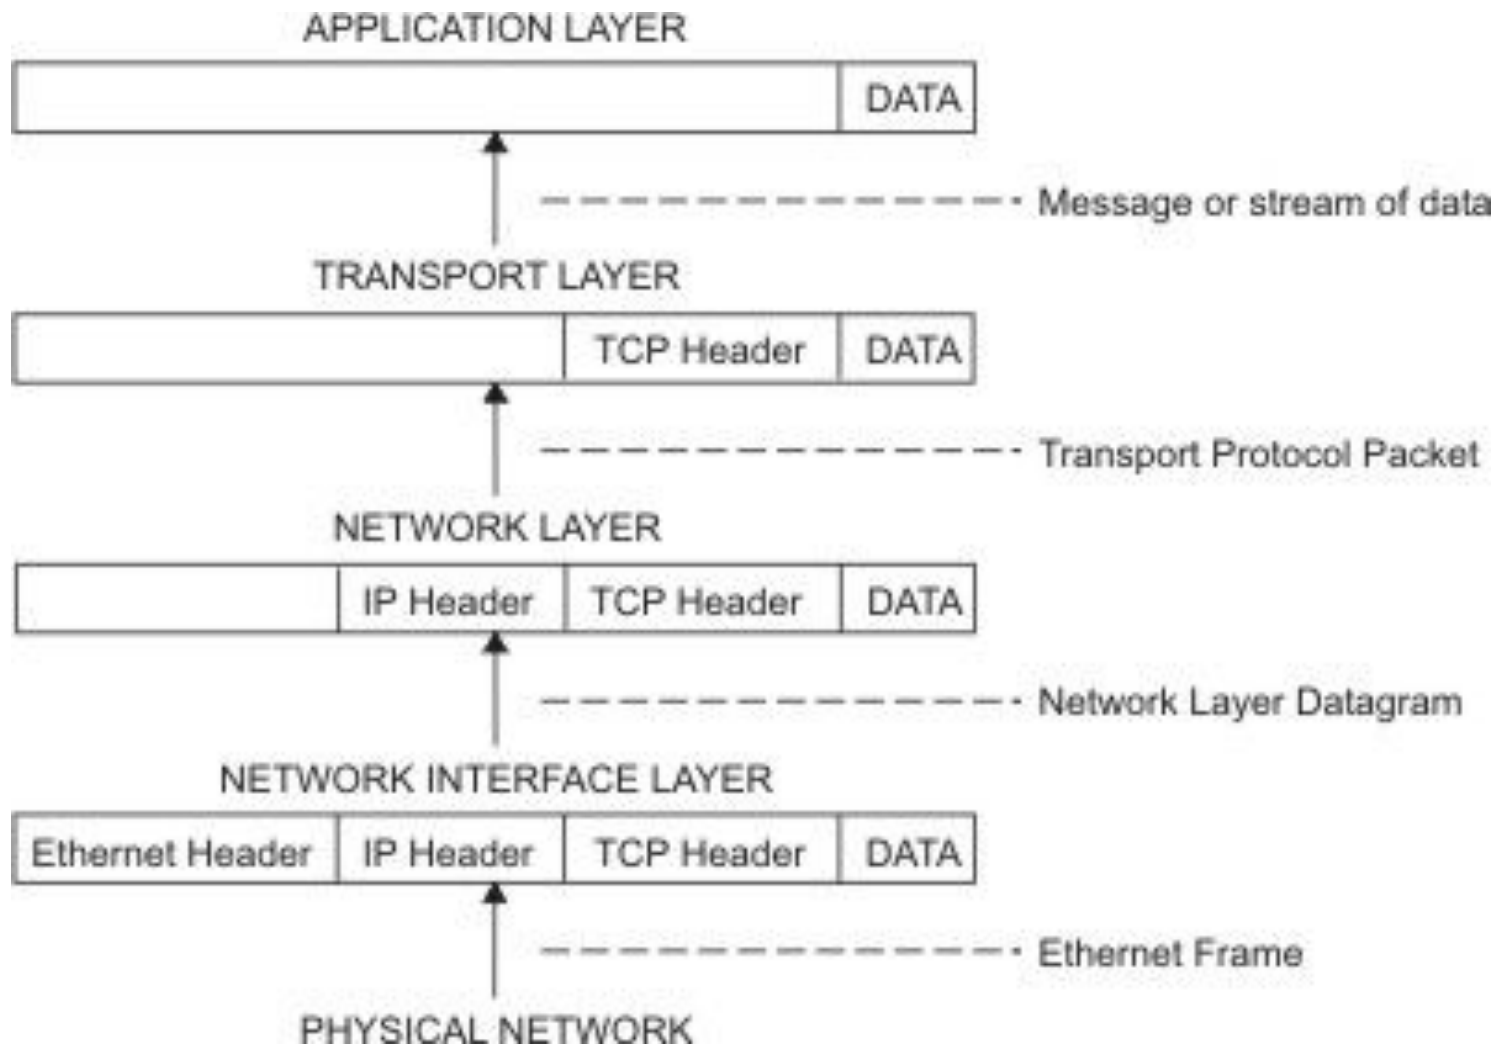 APPLICATION LAYER
DATA
Message or stream of data
TRANSPORT LAYER
TCP Header DATA
Transport Protocol Packet
NETWORK LAYER
IP Header TCP Header DATA
Network Layer Datagram
NETWORK INTERFACE LAYER
Ethernet Header IP Header TCP Header DATA
Ethernet Frame
PHYSICAL NETWORK